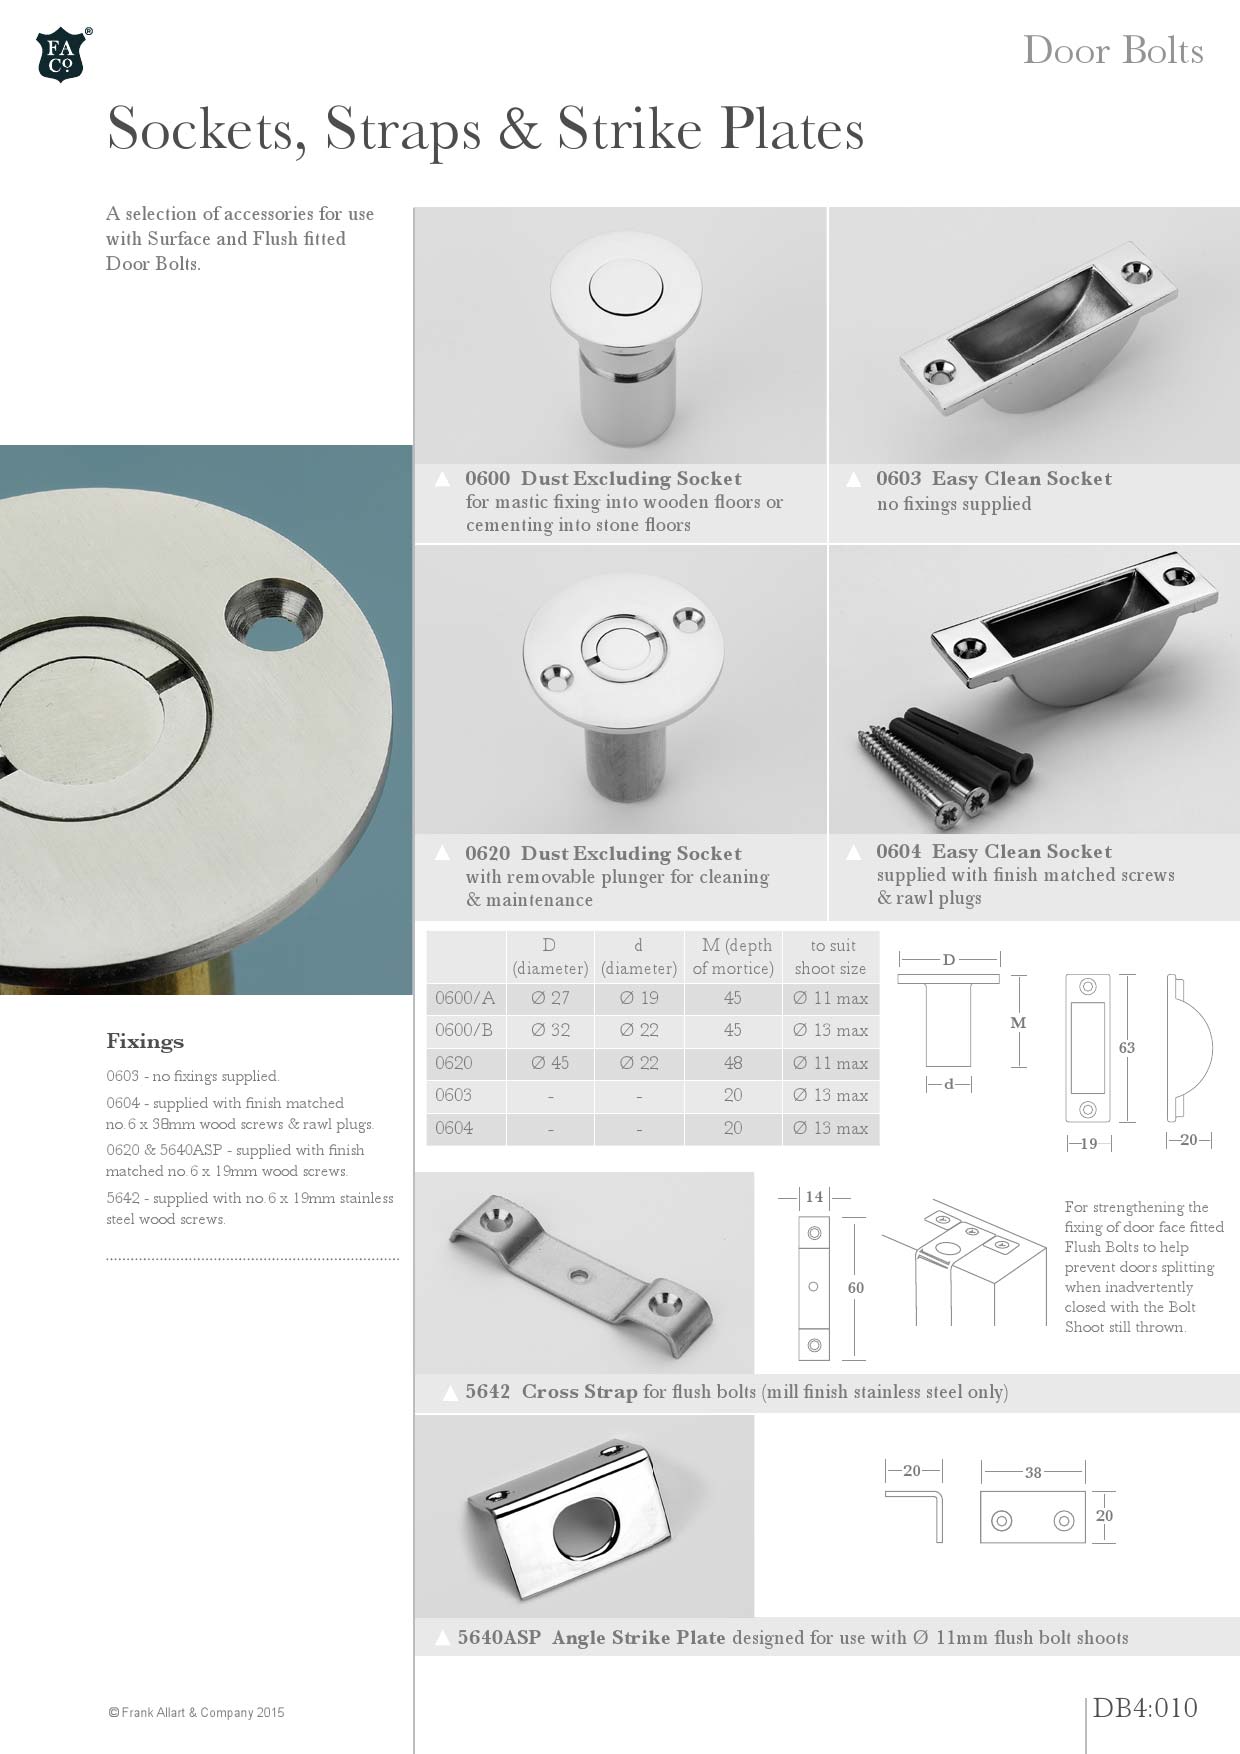 FA
Co.
®
Door Bolts
Sockets, Straps & Strike Plates
A selection of accessories for use
with Surface and Flush fitted
Door Bolts.
0600 Dust Excluding Socket
for mastic fixing into wooden floors or
cementing into stone floors
0603 Easy Clean Socket
no fixings supplied
0620 Dust Excluding Socket
with removable plunger for cleaning
& maintenance
0604 Easy Clean Socket
supplied with finish matched screws
& rawl plugs
D d M (depth to suit
(diameter) (diameter) of mortice) shoot size
0600/A Ø 27 Ø 19 45 Ø 11 max
0600/B Ø 32 Ø 22 45 Ø 13 max
0620 Ø 45 Ø 22 48 Ø 11 max
0603 - - 20 Ø 13 max
0604 - - 20 Ø 13 max
D
M
d
63
19
20
Fixings
0603 - no fixings supplied.
0604 - supplied with finish matched
no.6 x 38mm wood screws & rawl plugs.
0620 & 5640ASP - supplied with finish
matched no.6 x 19mm wood screws.
5642 - supplied with no.6 x 19mm stainless
steel wood screws.
14
60
For strengthening the
fixing of door face fitted
Flush Bolts to help
prevent doors splitting
when inadvertently
closed with the Bolt
Shoot still thrown.
5642 Cross Strap for flush bolts (mill finish stainless steel only)
20
38
20
5640ASP Angle Strike Plate designed for use with Ø 11mm flush bolt shoots
© Frank Allart & Company 2015
DB4:010